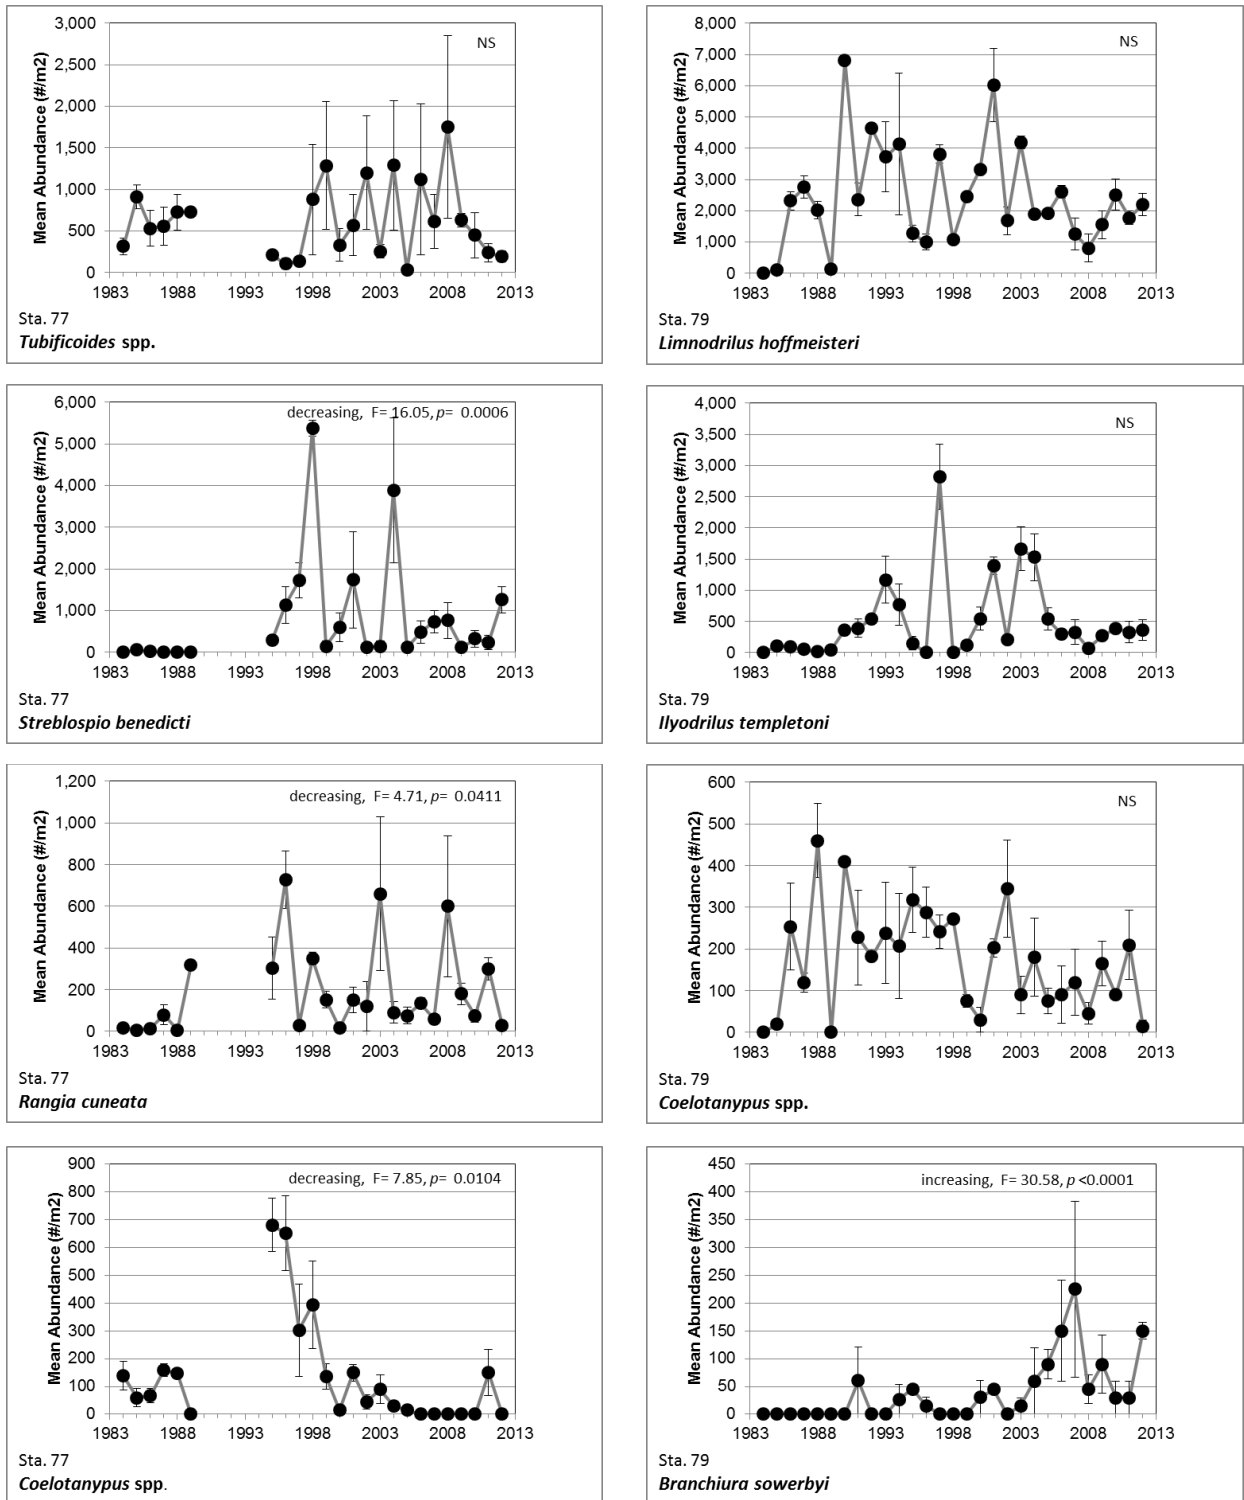 3,000
2,500
2,000
1,500
1,000
500
0
Mean Abundance (#/m2)
NS
1983 1988 1993 1998 2003 2008 2013
Sta. 77
Tubificoides spp.
8,000
7,000
6,000
5,000
4,000
3,000
2,000
1,000
0
Mean Abundance (#/m2)
NS
1983 1988 1993 1998 2003 2008 2013
Sta. 79
Limnodrilus hoffmeisteri
6,000
5,000
4,000
3,000
2,000
1,000
0
Mean Abundance (#/m2)
decreasing, F= 16.05, p= 0.0006
1983 1988 1993 1998 2003 2008 2013
Sta. 77
Streblospio benedicti
4,000
3,500
3,000
2,500
2,000
1,500
1,000
500
0
Mean Abundance (#/m2)
NS
1983 1988 1993 1998 2003 2008 2013
Sta. 79
Ilyodrilus templetoni
1,200
1,000
800
600
400
200
0
Mean Abundance (#/m2)
decreasing, F= 4.71, p= 0.0411
1983 1988 1993 1998 2003 2008 2013
Sta. 77
Rangia cuneata
600
500
400
300
200
100
0
Mean Abundance (#/m2)
NS
1983 1988 1993 1998 2003 2008 2013
Sta. 79
Coelotanypus spp.
900
800
700
600
500
400
300
200
100
0
Mean Abundance (#/m2)
decreasing, F= 7.85, p= 0.0104
1983 1988 1993 1998 2003 2008 2013
Sta. 77
Coelotanypus spp.
450
400
350
300
250
200
150
100
50
0
Mean Abundance (#/m2)
increasing, F= 30.58, p <0.0001
1983 1988 1993 1998 2003 2008 2013
Sta. 79
Branchiura sowerbyi